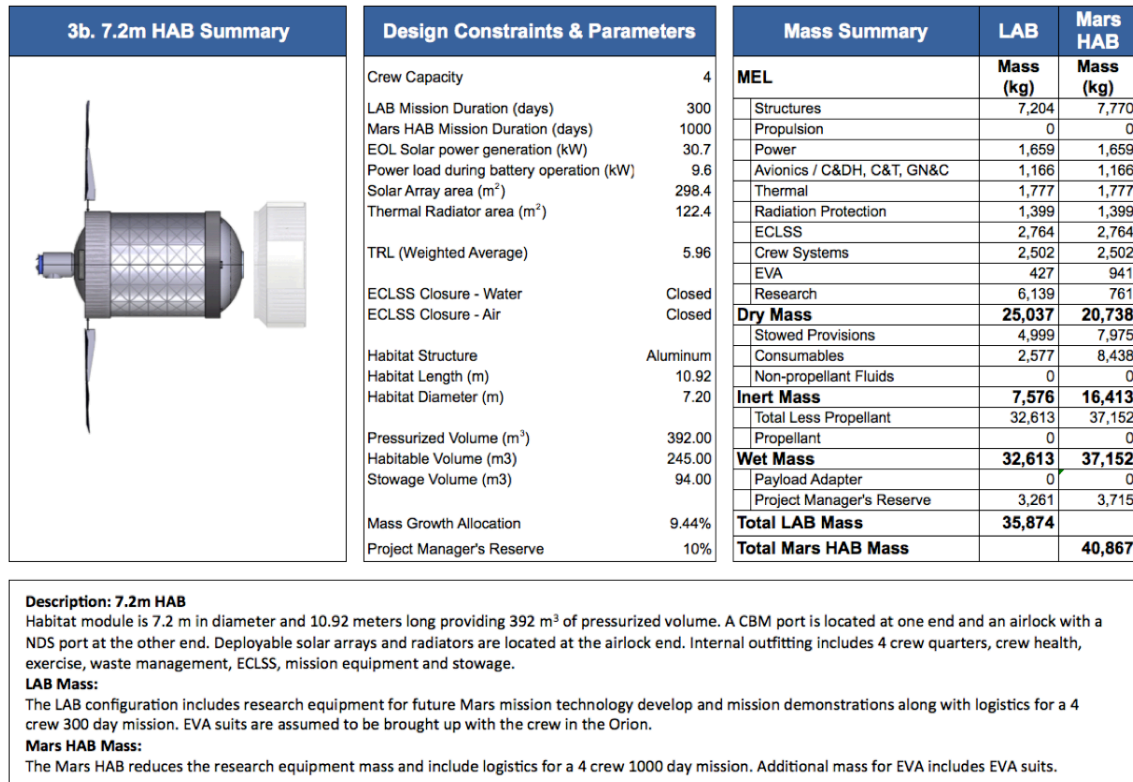 3b. 7.2m HAB Summary
Design Constraints & Parameters
Crew Capacity 4
LAB Mission Duration (days) 300
Mars HAB Mission Duration (days) 1000
EOL Solar power generation (kW) 30.7
Power load during battery operation (kW) 9.6
Solar Array area (m²) 298.4
Thermal Radiator area (m²) 122.4
TRL (Weighted Average) 5.96
ECLSS Closure - Water Closed
ECLSS Closure - Air Closed
Habitat Structure Aluminum
Habitat Length (m) 10.92
Habitat Diameter (m) 7.20
Pressurized Volume (m³) 392.00
Habitable Volume (m3) 245.00
Stowage Volume (m3) 94.00
Mass Growth Allocation 9.44%
Project Manager's Reserve 10%
Mass Summary LAB Mars HAB
MEL Mass (kg) Mass (kg)
Structures 7,204 7,770
Propulsion 0 0
Power 1,659 1,659
Avionics / C&DH, C&T, GN&C 1,166 1,166
Thermal 1,777 1,777
Radiation Protection 1,399 1,399
ECLSS 2,764 2,764
Crew Systems 2,502 2,502
EVA 427 941
Research 6,139 761
Dry Mass 25,037 20,738
Stowed Provisions 4,999 7,975
Consumables 2,577 8,438
Non-propellant Fluids 0 0
Inert Mass 7,576 16,413
Total Less Propellant 32,613 37,152
Propellant 0 0
Wet Mass 32,613 37,152
Payload Adapter 0 0
Project Manager's Reserve 3,261 3,715
Total LAB Mass 35,874
Total Mars HAB Mass 40,867
Description: 7.2m HAB
Habitat module is 7.2 m in diameter and 10.92 meters long providing 392 m³ of pressurized volume. A CBM port is located at one end and an airlock with a
NDS port at the other end. Deployable solar arrays and radiators are located at the airlock end. Internal outfitting includes 4 crew quarters, crew health,
exercise, waste management, ECLSS, mission equipment and stowage.
LAB Mass:
The LAB configuration includes research equipment for future Mars mission technology develop and mission demonstrations along with logistics for a 4
crew 300 day mission. EVA suits are assumed to be brought up with the crew in the Orion.
Mars HAB Mass:
The Mars HAB reduces the research equipment mass and include logistics for a 4 crew 1000 day mission. Additional mass for EVA includes EVA suits.